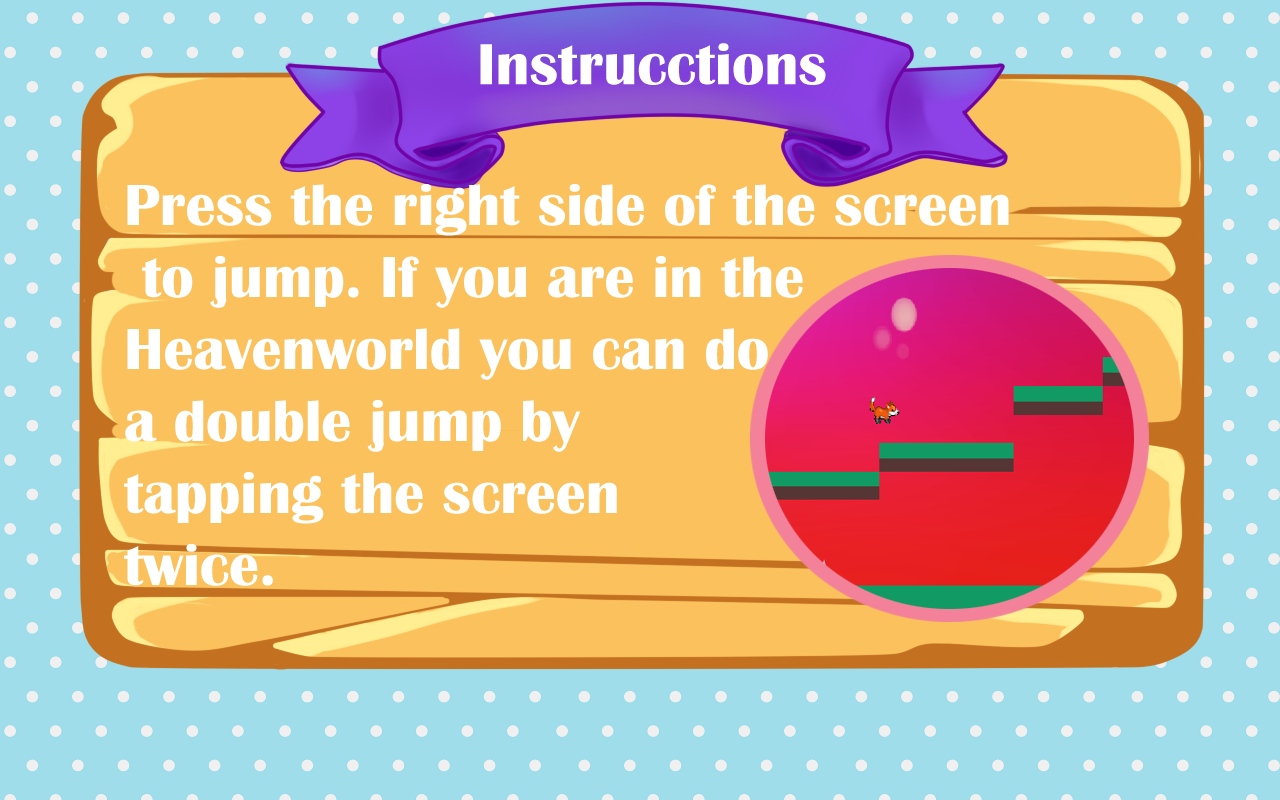 Instrucctions
Press the right side of the screen
to jump. If you are in the
Heavenworld you can do
a double jump by
tapping the screen
twice.